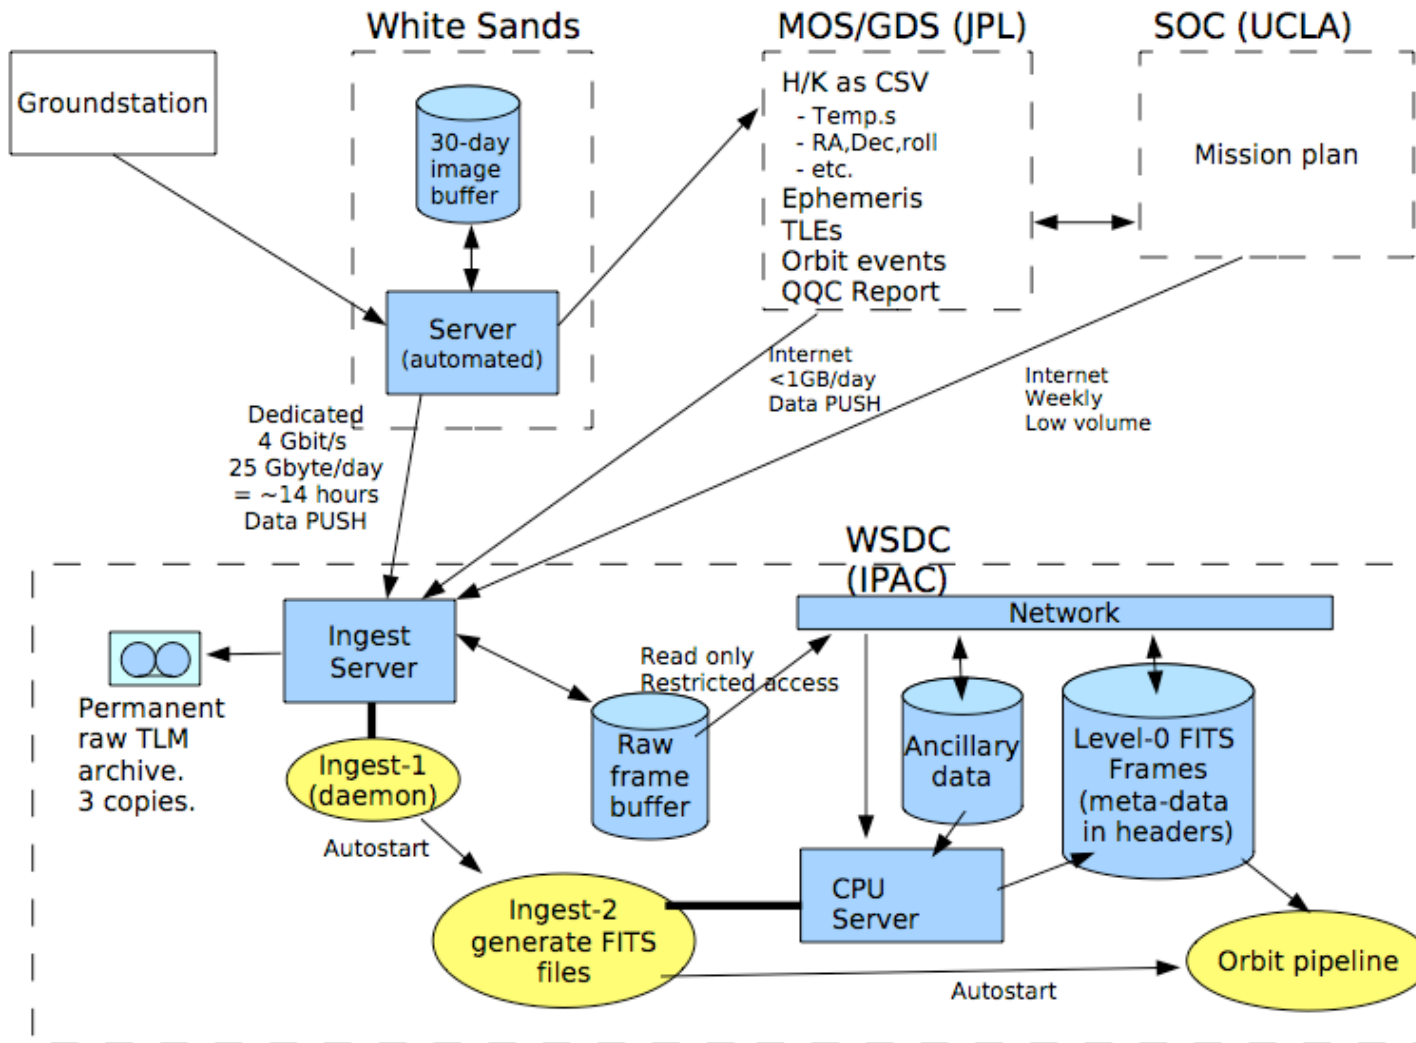 White Sands
MOS/GDS (JPL)
SOC (UCLA)
Groundstation
30-day
image
buffer
Server
(automated)
H/K as CSV
- Temp.s
- RA,Dec,roll
- etc.
Ephemeris
TLEs
Orbit events
QQC Report
Mission plan
Dedicated
4 Gbit/s
25 Gbyte/day
= ~14 hours
Data PUSH
Internet
<1GB/day
Data PUSH
Internet
Weekly
Low volume
WSDC
(IPAC)
Network
Ingest
Server
Permanent
raw TLM
archive.
3 copies.
Ingest-1
(daemon)
Autostart
Read only
Restricted access
Raw
frame
buffer
Ancillary
data
Level-0 FITS
Frames
(meta-data
in headers)
Ingest-2
generate FITS
files
CPU
Server
Autostart
Orbit pipeline